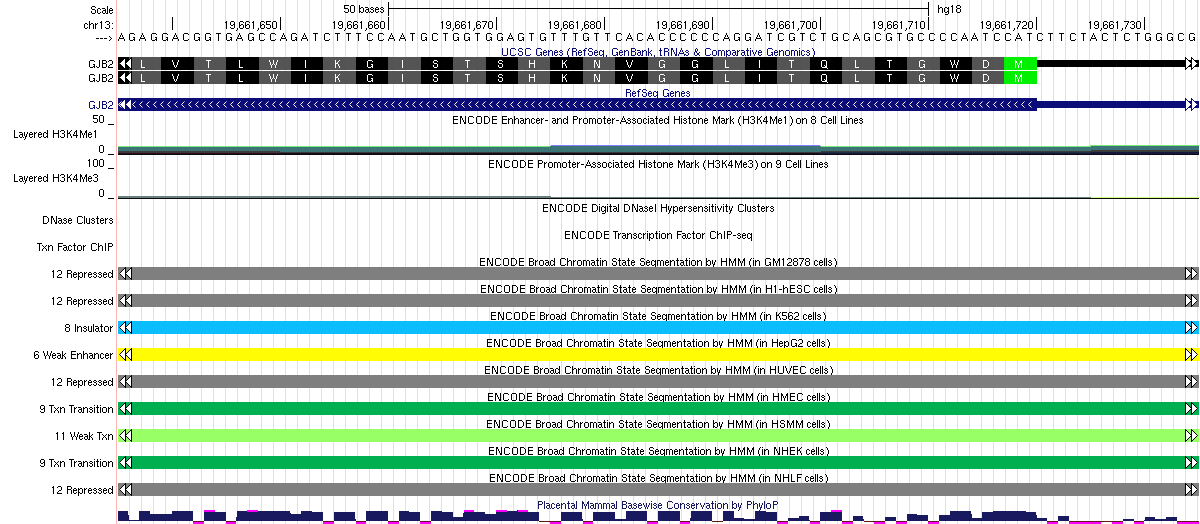 Scale 50 bases hg18
chr13: 19,661,650 19,661,660 19,661,670 19,661,680 19,661,690 19,661,700 19,661,710 19,661,720 19,661,730
---> A G A G G A C G G T G A G C C A G A T C T T T C C A A T G C T G G T G G A G T G T T T G T T C A C A C C C C C C A G G A T C G T C T G C A G C G T G C C C C A A T C C A T C T T C T A C T C T G G G C G
UCSC Genes (RefSeq, GenBank, tRNAs & Comparative Genomics)
GJB2 L V T L W I K G I S T S H K N V G G L I T Q L T G W D M
GJB2 L V T L W I K G I S T S H K N V G G L I T Q L T G W D M
RefSeq Genes
GJB2
ENCODE Enhancer- and Promoter-Associated Histone Mark (H3K4Me1) on 8 Cell Lines
50 _
Layered H3K4Me1
0 _
ENCODE Promoter-Associated Histone Mark (H3K4Me3) on 9 Cell Lines
100 _
Layered H3K4Me3
0 _
ENCODE Digital DNaseI Hypersensitivity Clusters
DNase Clusters
ENCODE Transcription Factor ChIP-seq
Txn Factor ChIP
ENCODE Broad Chromatin State Segmentation by HMM (in GM12878 cells)
12 Repressed
ENCODE Broad Chromatin State Segmentation by HMM (in H1-hESC cells)
12 Repressed
ENCODE Broad Chromatin State Segmentation by HMM (in K562 cells)
8 Insulator
ENCODE Broad Chromatin State Segmentation by HMM (in HepG2 cells)
6 Weak Enhancer
ENCODE Broad Chromatin State Segmentation by HMM (in HUVEC cells)
12 Repressed
ENCODE Broad Chromatin State Segmentation by HMM (in HMEC cells)
9 Txn Transition
ENCODE Broad Chromatin State Segmentation by HMM (in HSMM cells)
11 Weak Txn
ENCODE Broad Chromatin State Segmentation by HMM (in NHEK cells)
9 Txn Transition
ENCODE Broad Chromatin State Segmentation by HMM (in NHLF cells)
12 Repressed
Placental Mammal Basewise Conservation by PhyloP